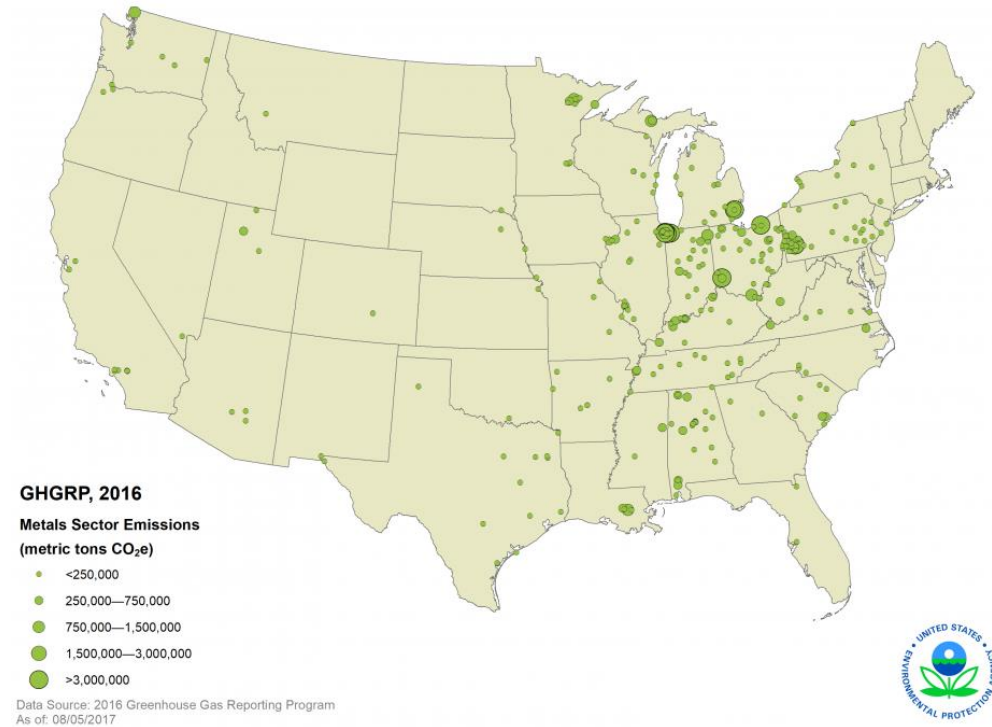 GHGRP, 2016
Metals Sector Emissions
(metric tons CO₂e)
<250,000
250,000—750,000
750,000—1,500,000
1,500,000—3,000,000
>3,000,000
Data Source: 2016 Greenhouse Gas Reporting Program
As of: 08/05/2017
UNITED STATES
ENVIRONMENTAL PROTECTION